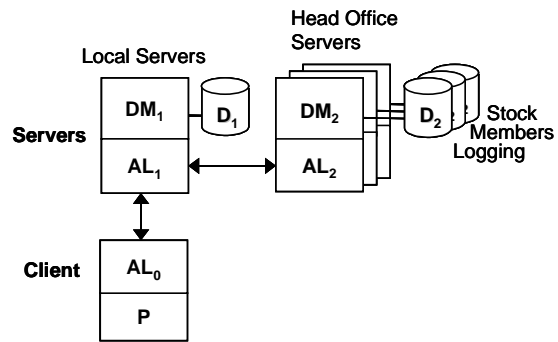 Head Office
Servers
Local Servers
DM₁
D₁
DM₂
D₂
Stock
Members
Logging
Servers
AL₁
AL₂
Client
AL₀
P